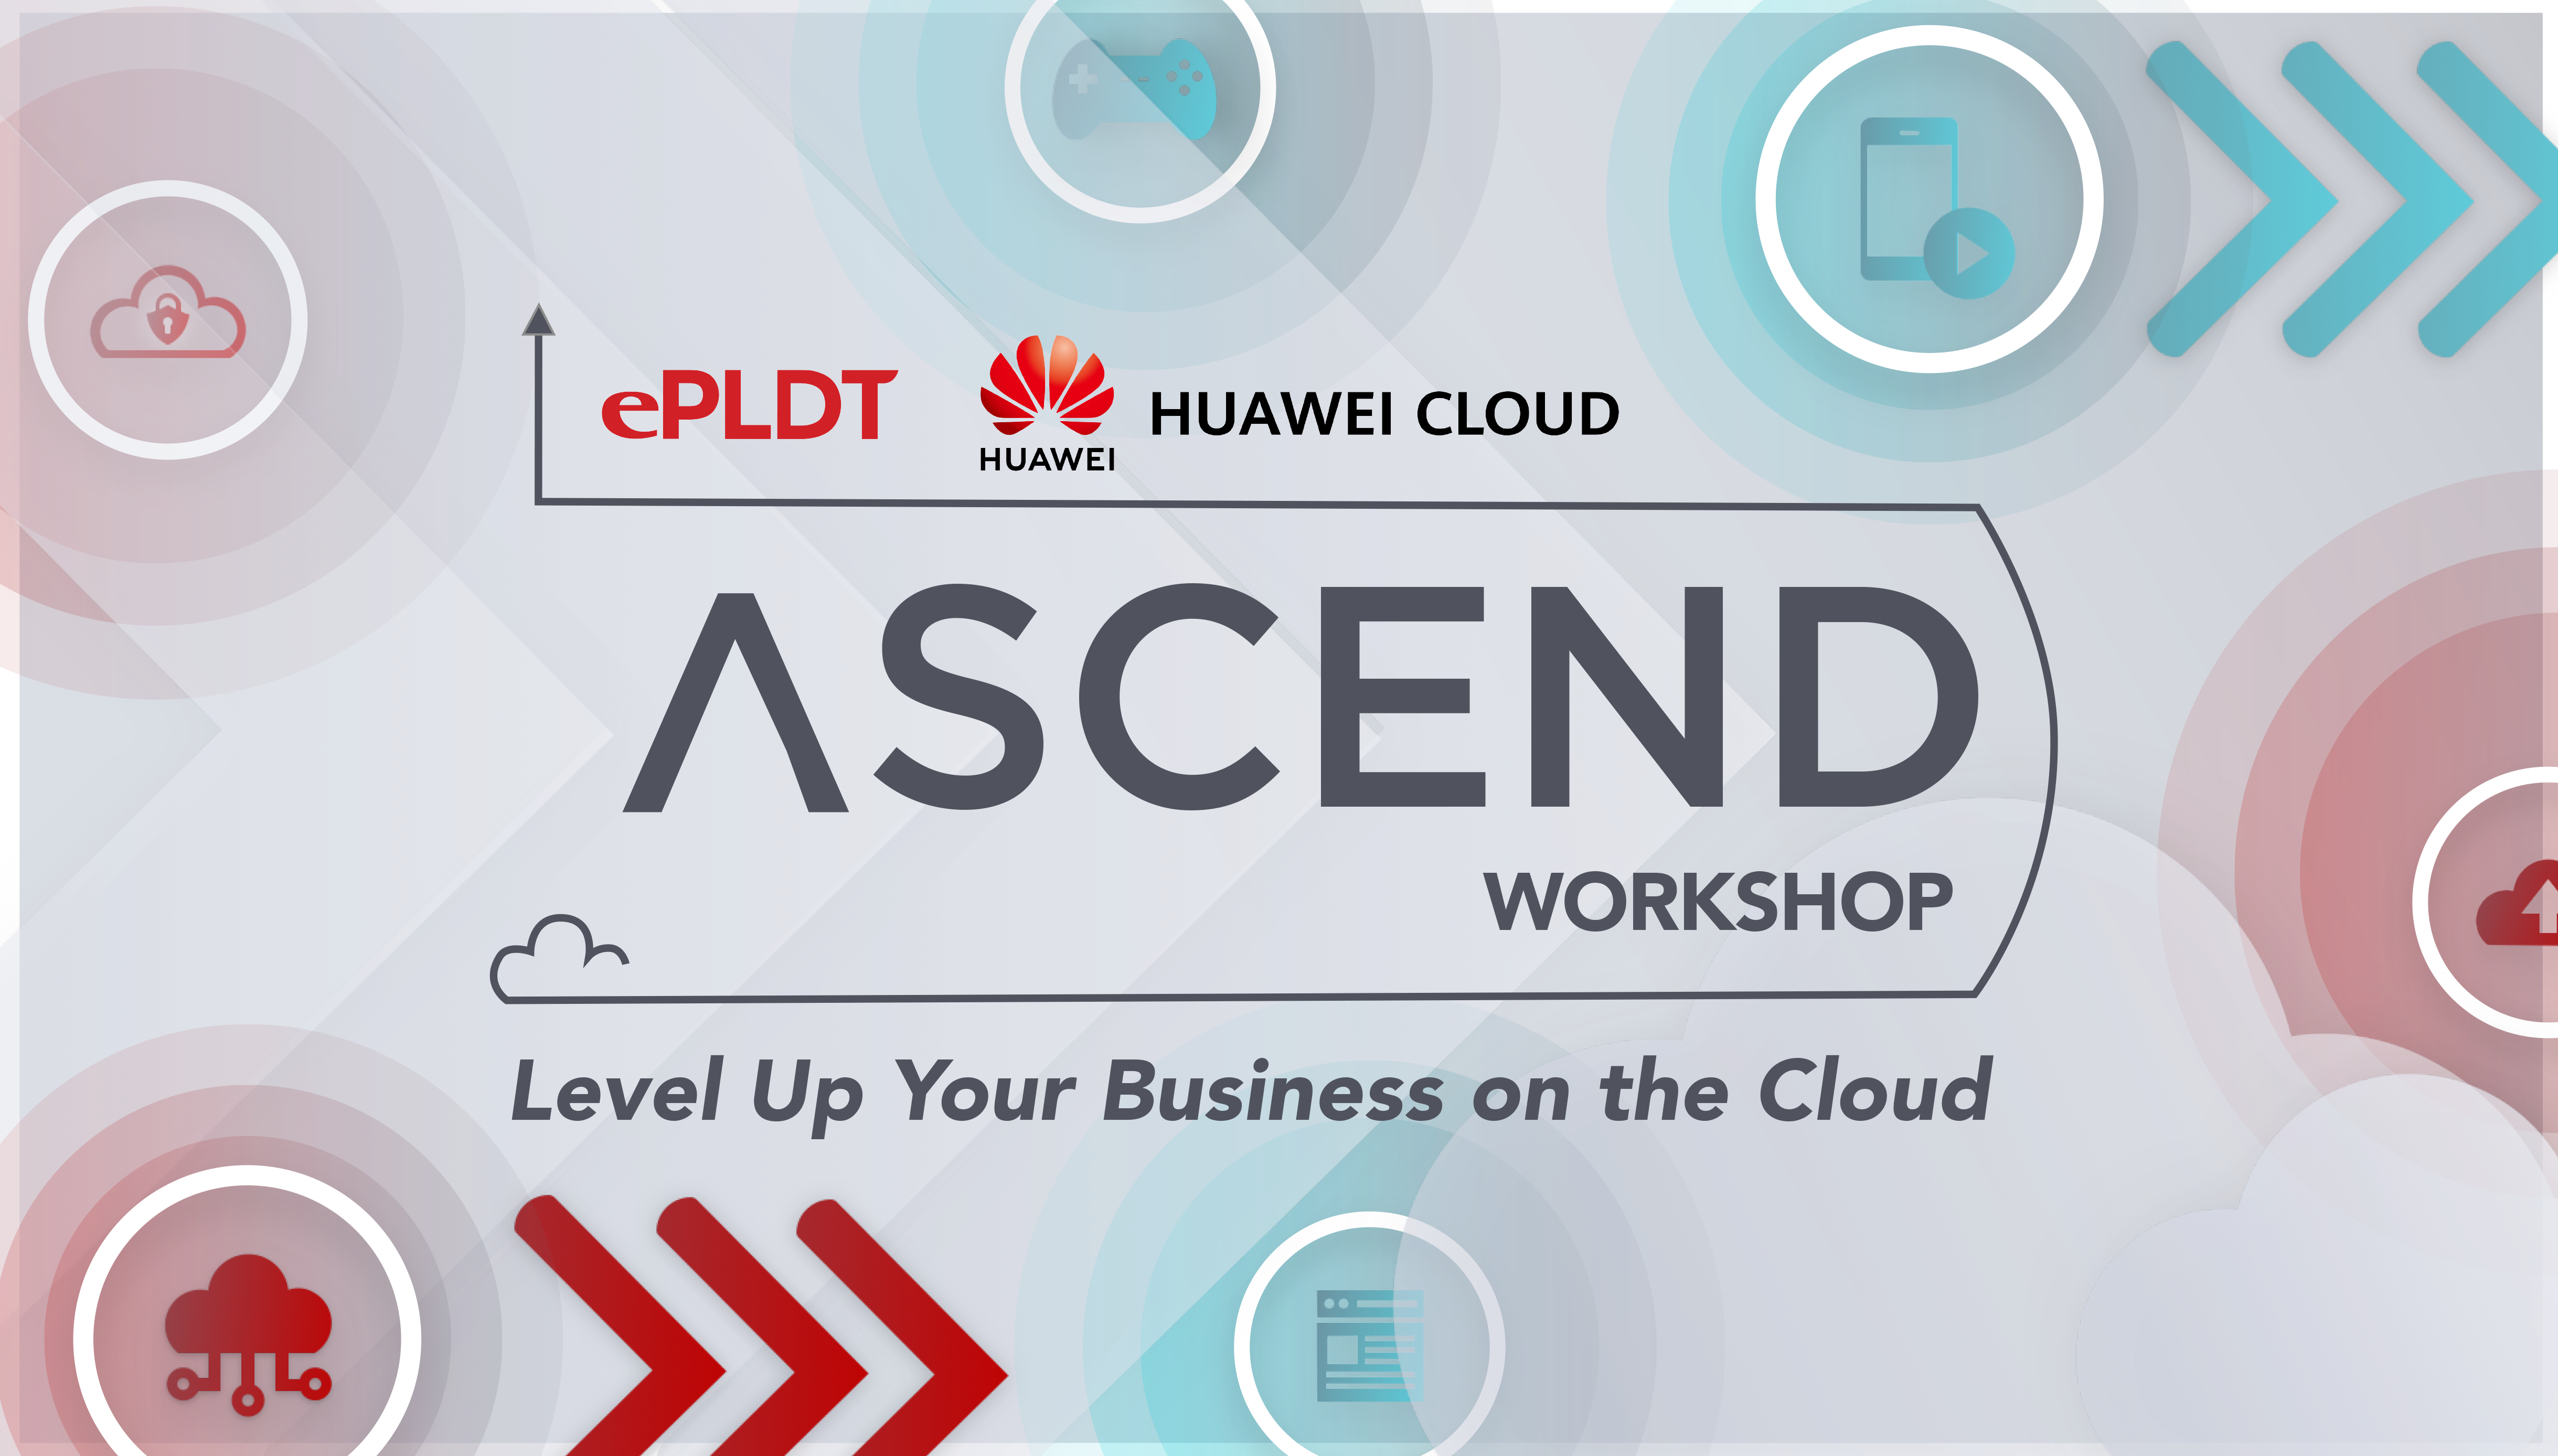 ePLDT HUAWEI CLOUD
HUAWEI
ASCEND
WORKSHOP
Level Up Your Business on the Cloud